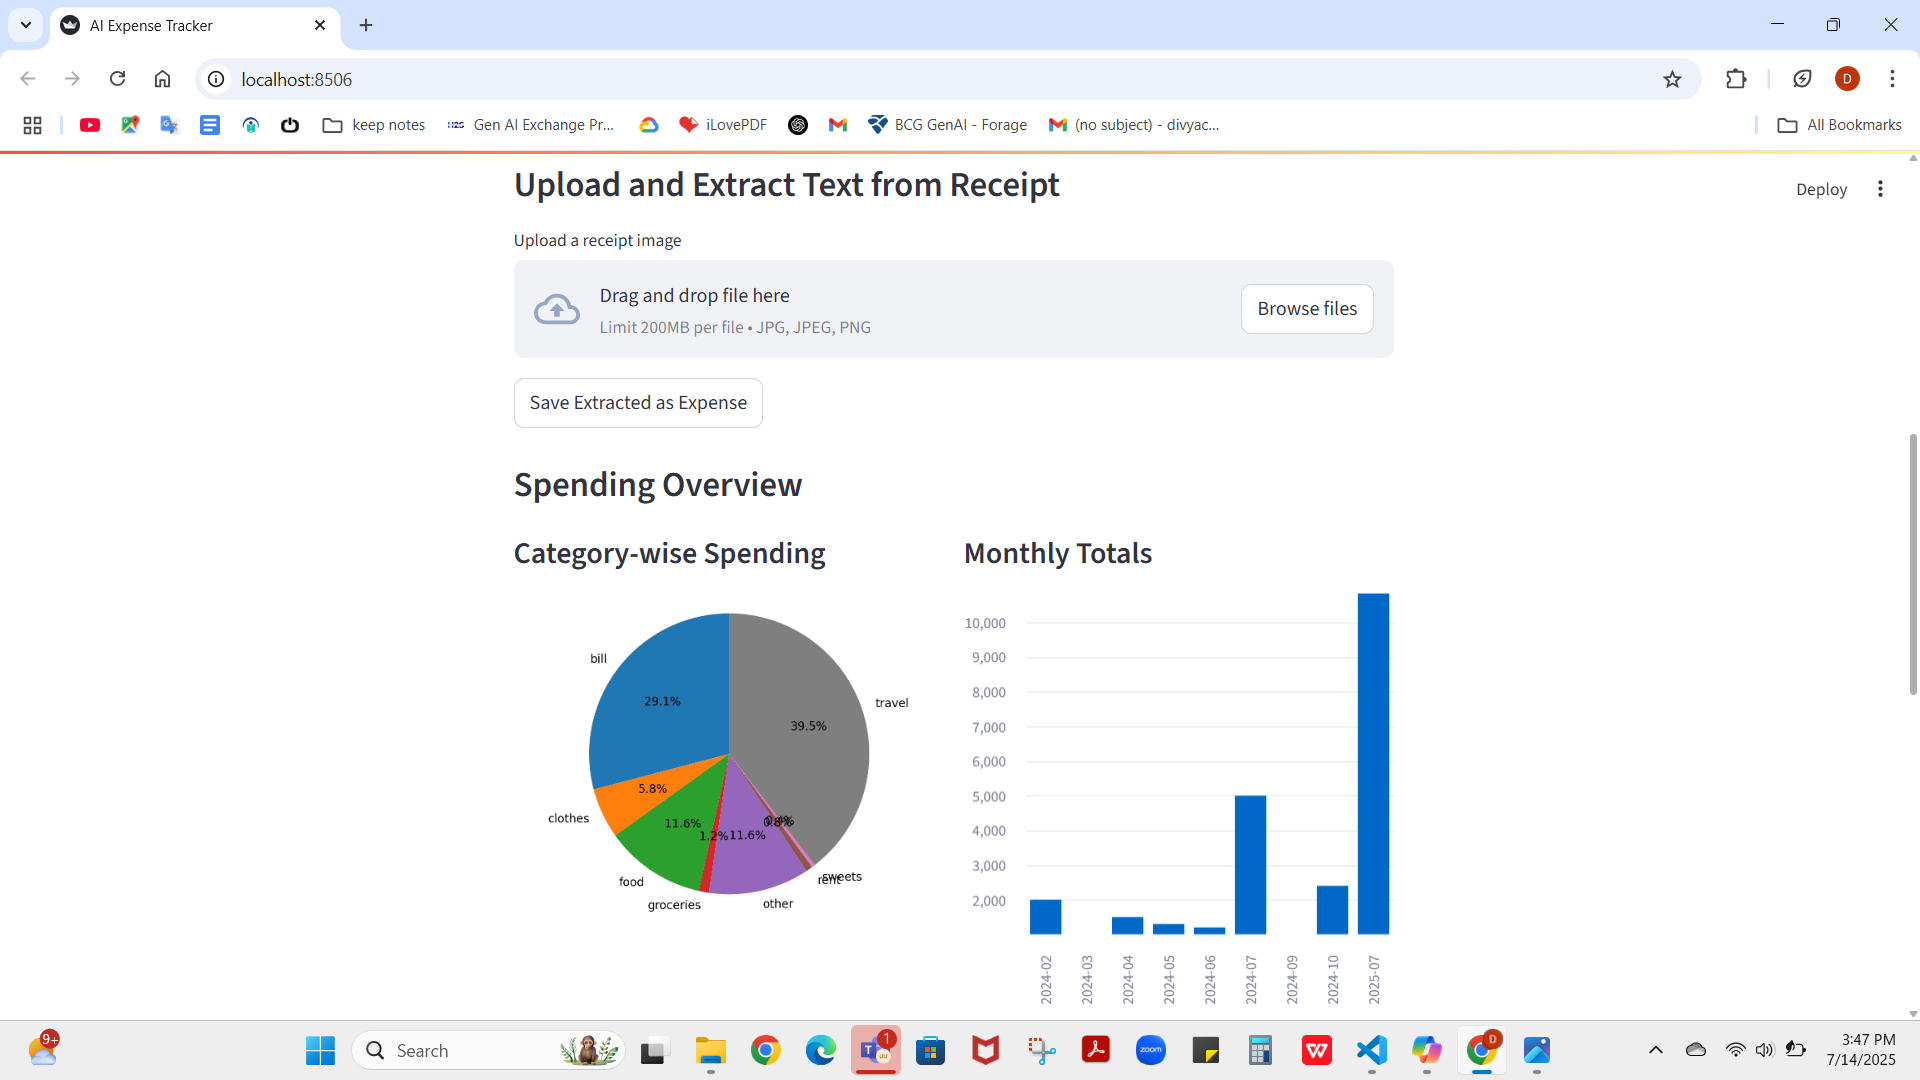 AI Expense Tracker
localhost:8506
keep notes
H2S
Gen AI Exchange Pr...
iLovePDF
BCG GenAI - Forage
(no subject) - divyac...
All Bookmarks
D
Upload and Extract Text from Receipt
Deploy
Upload a receipt image
Drag and drop file here
Limit 200MB per file • JPG, JPEG, PNG
Browse files
Save Extracted as Expense
Spending Overview
Category-wise Spending
bill
29.1%
travel
39.5%
5.8%
clothes
11.6%
1.2%
11.6%
0.8%
food
groceries
other
rent
sweets
Monthly Totals
10,000
9,000
8,000
7,000
6,000
5,000
4,000
3,000
2,000
2024-02
2024-03
2024-04
2024-05
2024-06
2024-07
2024-09
2024-10
2025-07
9+
Search
1
zoom
D
3:47 PM
7/14/2025